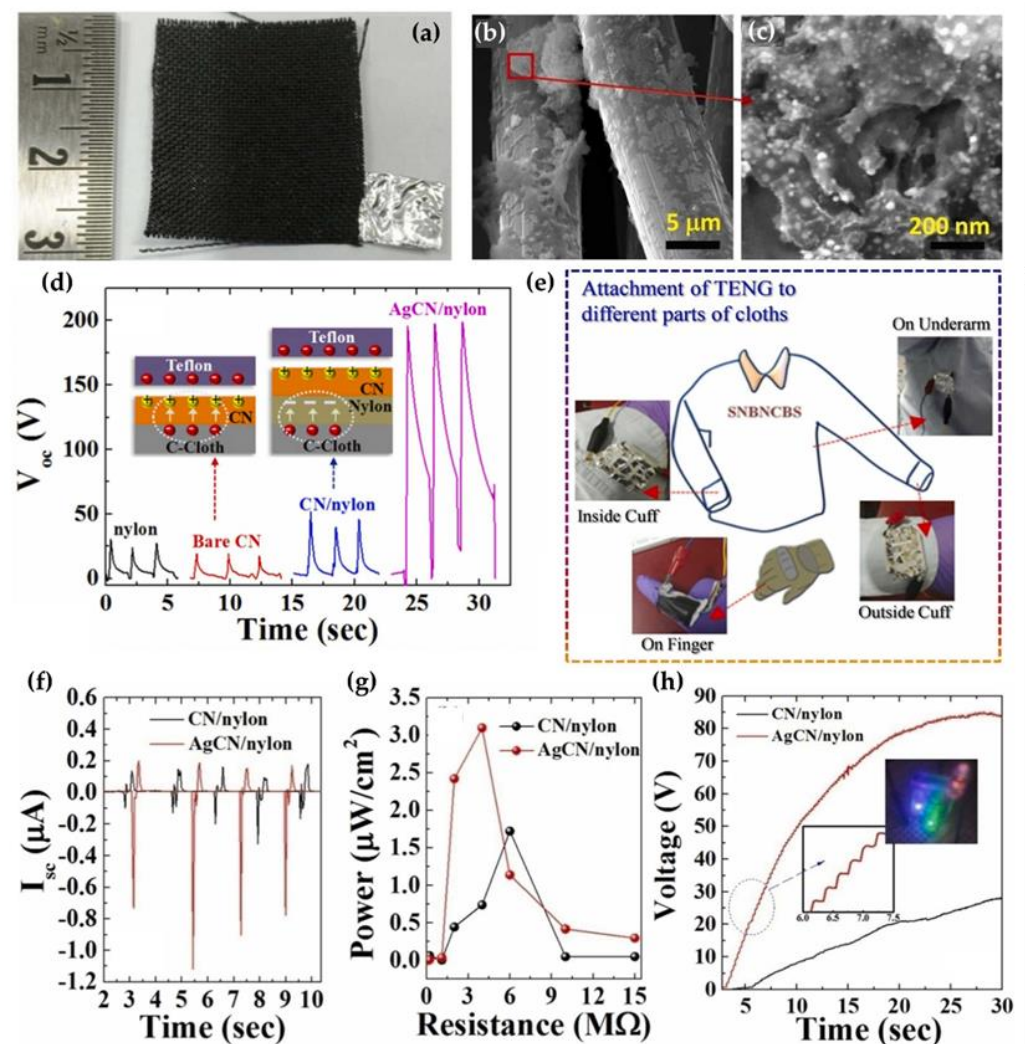 (a)
½
mm
1
2
3
(b)
5 μm
(c)
200 nm
(d)
Voc (V)
200
150
100
50
0
0 5 10 15 20 25 30
Time (sec)
nylon
Bare CN
CN/nylon
AgCN/nylon
Teflon
CN
C-Cloth
Teflon
CN
Nylon
C-Cloth
(e)
Attachment of TENG to
different parts of cloths
On Underarm
SNBNCBS
Inside Cuff
On Finger
Outside Cuff
(f)
Isc (μA)
0.6
0.4
0.2
0.0
-0.2
-0.4
-0.6
-0.8
-1.0
-1.2
2 3 4 5 6 7 8 9 10
Time (sec)
CN/nylon
AgCN/nylon
(g)
Power (μW/cm²)
3.5
3.0
2.5
2.0
1.5
1.0
0.5
0.0
0 3 6 9 12 15
Resistance (MΩ)
CN/nylon
AgCN/nylon
(h)
Voltage (V)
90
80
70
60
50
40
30
20
10
0
5 10 15 20 25 30
Time (sec)
CN/nylon
AgCN/nylon
6.0 6.5 7.0 7.5